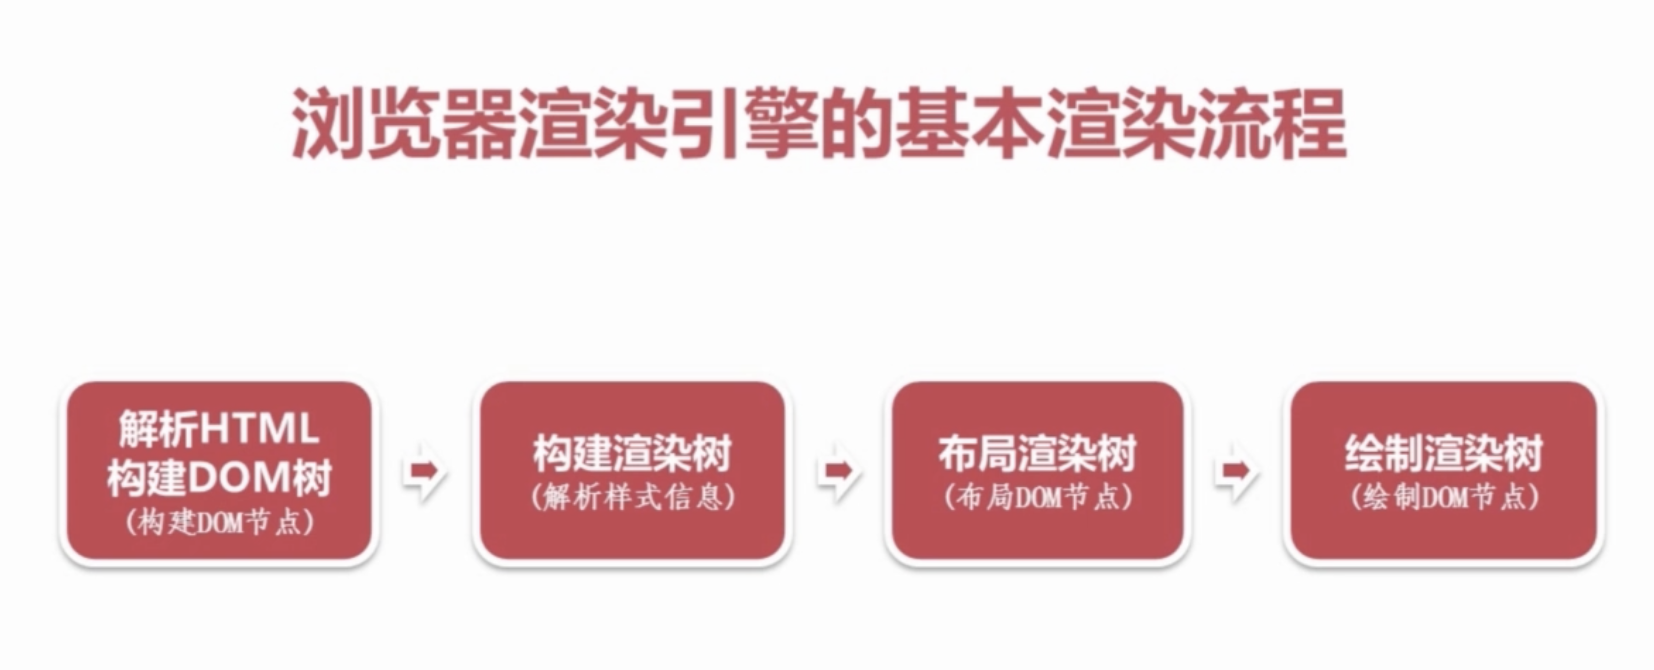 浏览器渲染引擎的基本渲染流程
解析HTML
构建DOM树
(构建DOM节点)
构建渲染树
(解析样式信息)
布局渲染树
(布局DOM节点)
绘制渲染树
(绘制DOM节点)